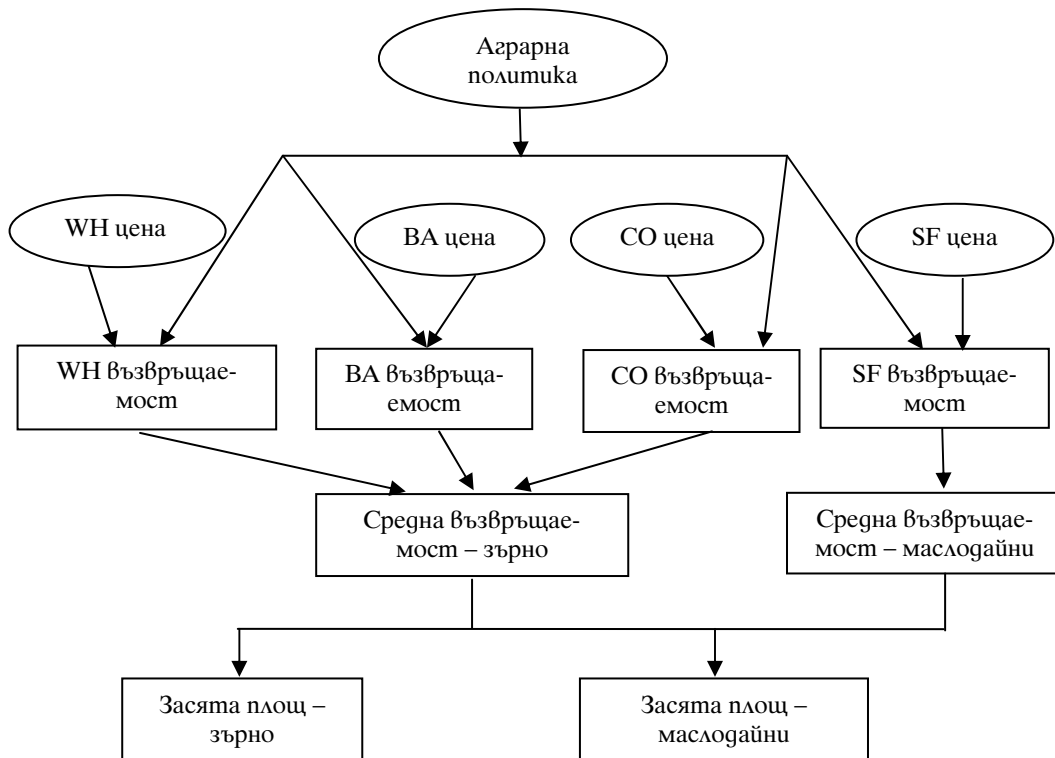 Аграрна
политика
WH цена
BA цена
CO цена
SF цена
WH възвръщае-
мост
BA възвръща-
емост
CO възвръща-
емост
SF възвръщае-
мост
Средна възвръщае-
мост – зърно
Средна възвръщае-
мост – маслодайни
Засята площ –
зърно
Засята площ –
маслодайни